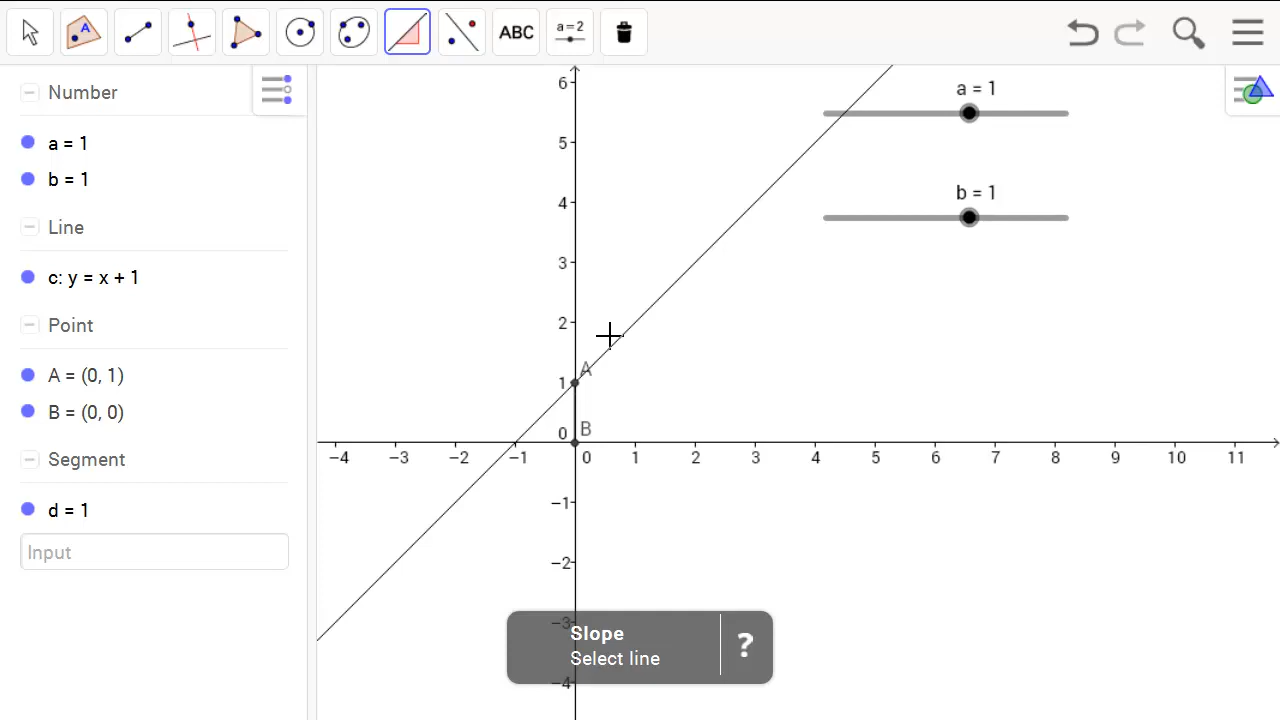 A
ABC
a=2
Number
a = 1
b = 1
Line
c: y = x + 1
Point
A = (0, 1)
B = (0, 0)
Segment
d = 1
Input
a = 1
b = 1
6
5
4
3
2
1
A
0
B
−4
−3
−2
−1
0
1
2
3
4
5
6
7
8
9
10
11
−1
−2
−3
−4
Slope
Select line
?